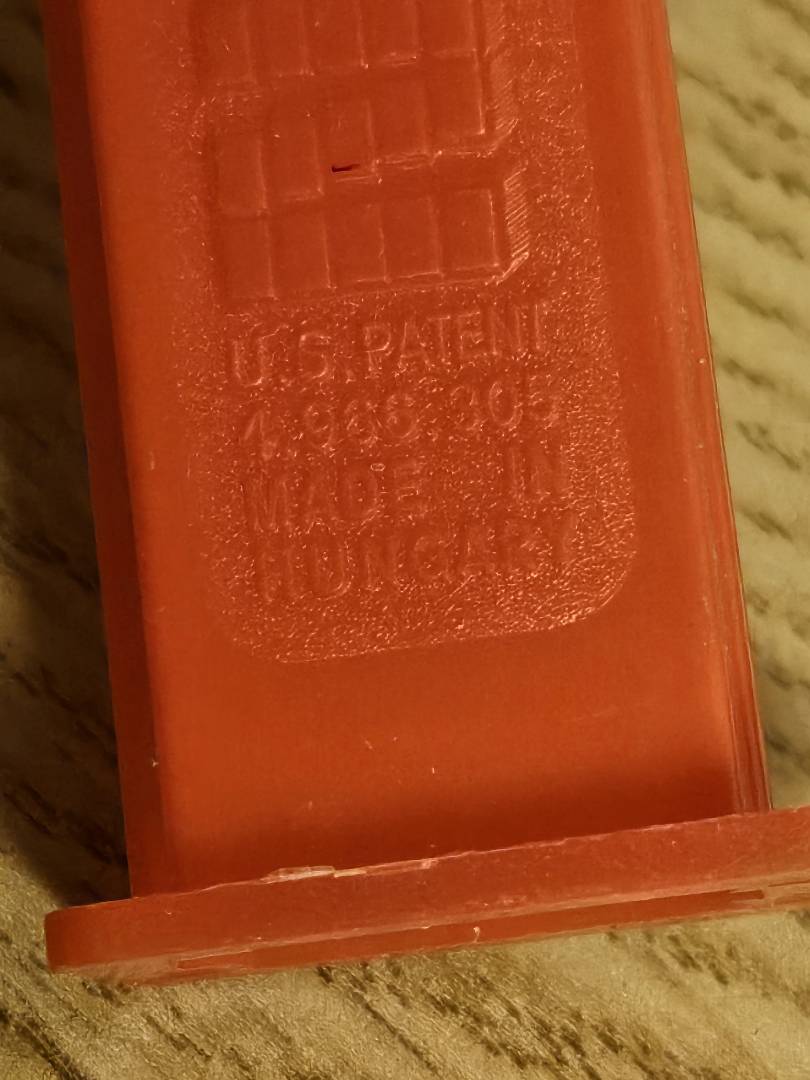 U.S. PATENT
4.966.305
MADE IN
HUNGARY